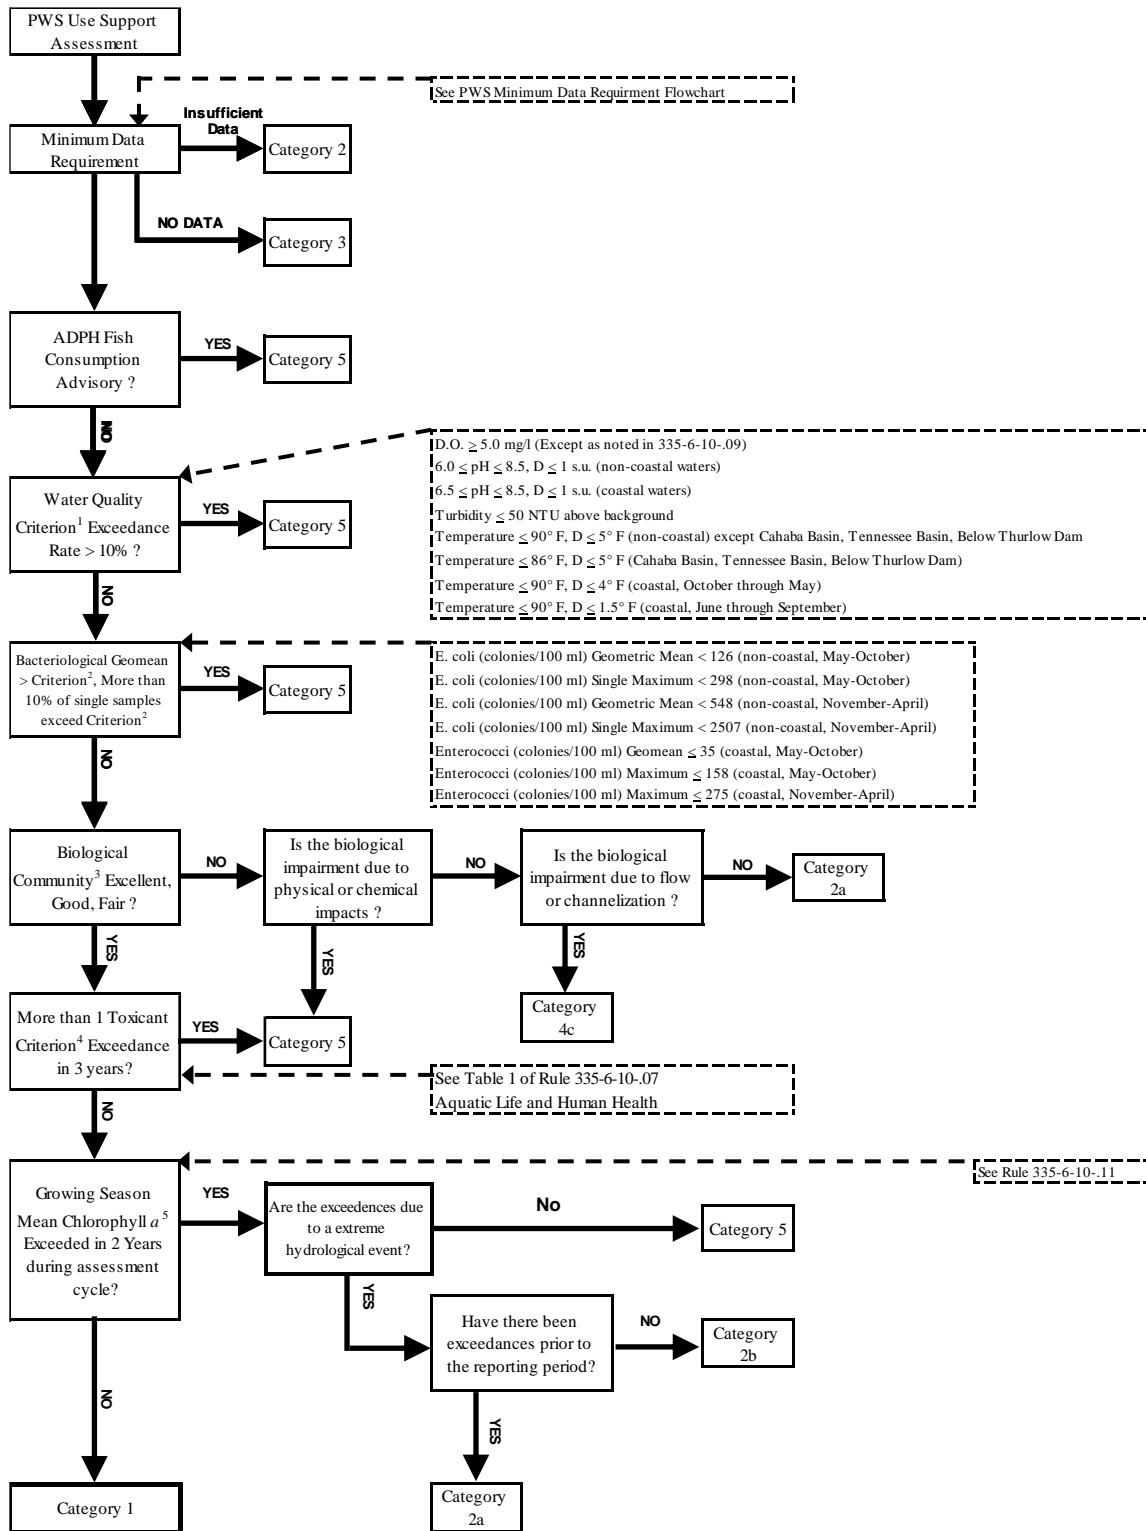 PWS Use Support
Assessment
See PWS Minimum Data Requirment Flowchart
Insufficient
Data
Minimum Data
Requirement
Category 2
NO DATA
Category 3
ADPH Fish
Consumption
Advisory ?
YES
Category 5
NO
D.O. ≥ 5.0 mg/l (Except as noted in 335-6-10-.09)
6.0 ≤ pH ≤ 8.5, D ≤ 1 s.u. (non-coastal waters)
6.5 ≤ pH ≤ 8.5, D ≤ 1 s.u. (coastal waters)
Turbidity ≤ 50 NTU above background
Temperature ≤ 90° F, D ≤ 5° F (non-coastal) except Cahaba Basin, Tennessee Basin, Below Thurlow Dam
Temperature ≤ 86° F, D ≤ 5° F (Cahaba Basin, Tennessee Basin, Below Thurlow Dam)
Temperature ≤ 90° F, D ≤ 4° F (coastal, October through May)
Temperature ≤ 90° F, D ≤ 1.5° F (coastal, June through September)
Water Quality
Criterion¹ Exceedance
Rate > 10% ?
YES
Category 5
NO
Bacteriological Geomean
> Criterion², More than
10% of single samples
exceed Criterion²
YES
Category 5
E. coli (colonies/100 ml) Geometric Mean < 126 (non-coastal, May-October)
E. coli (colonies/100 ml) Single Maximum < 298 (non-coastal, May-October)
E. coli (colonies/100 ml) Geometric Mean < 548 (non-coastal, November-April)
E. coli (colonies/100 ml) Single Maximum < 2507 (non-coastal, November-April)
Enterococci (colonies/100 ml) Geomean ≤ 35 (coastal, May-October)
Enterococci (colonies/100 ml) Maximum ≤ 158 (coastal, May-October)
Enterococci (colonies/100 ml) Maximum ≤ 275 (coastal, November-April)
NO
Biological
Community³ Excellent,
Good, Fair ?
NO
Is the biological
impairment due to
physical or chemical
impacts ?
NO
Is the biological
impairment due to flow
or channelization ?
NO
Category
2a
YES
YES
YES
Category
4c
More than 1 Toxicant
Criterion⁴ Exceedance
in 3 years?
YES
Category 5
See Table 1 of Rule 335-6-10-.07
Aquatic Life and Human Health
NO
See Rule 335-6-10-.11
Growing Season
Mean Chlorophyll a⁵
Exceeded in 2 Years
during assessment
cycle?
YES
Are the exceedences due
to a extreme
hydrological event?
No
Category 5
YES
Have there been
exceedances prior to
the reporting period?
NO
Category
2b
NO
YES
Category 1
Category
2a